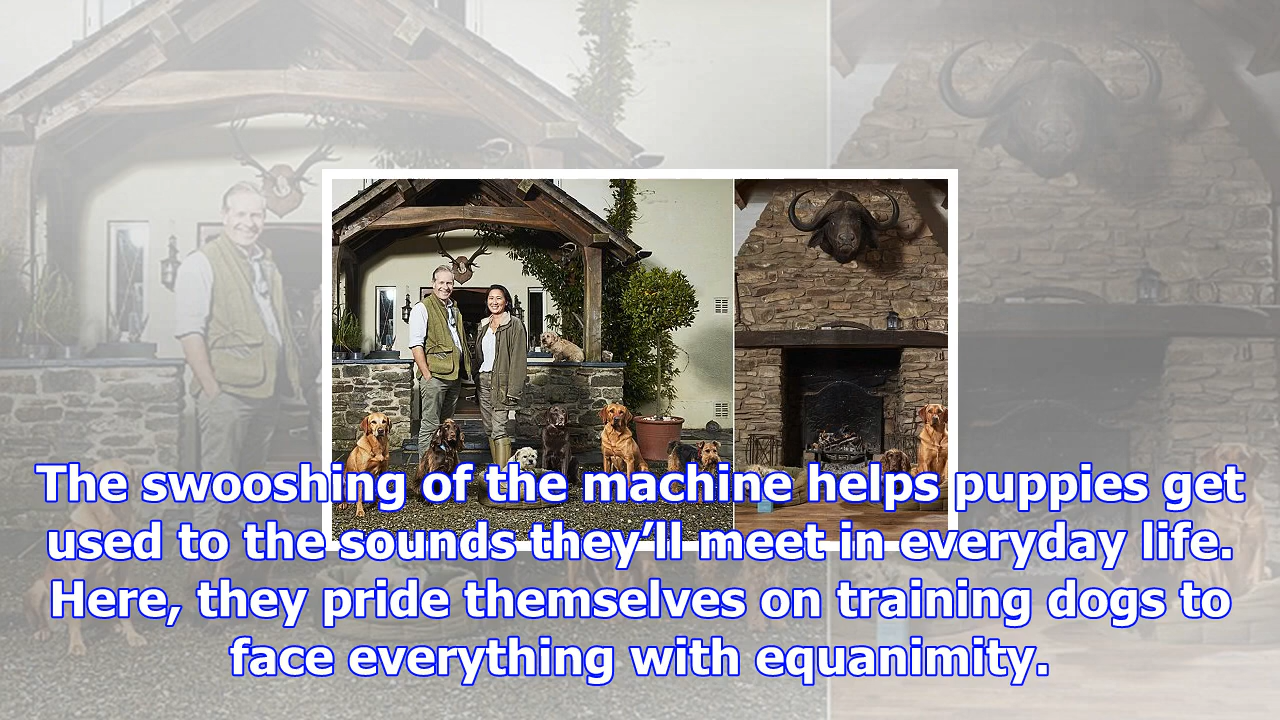 The swooshing of the machine helps puppies get
used to the sounds they’ll meet in everyday life.
Here, they pride themselves on training dogs to
face everything with equanimity.